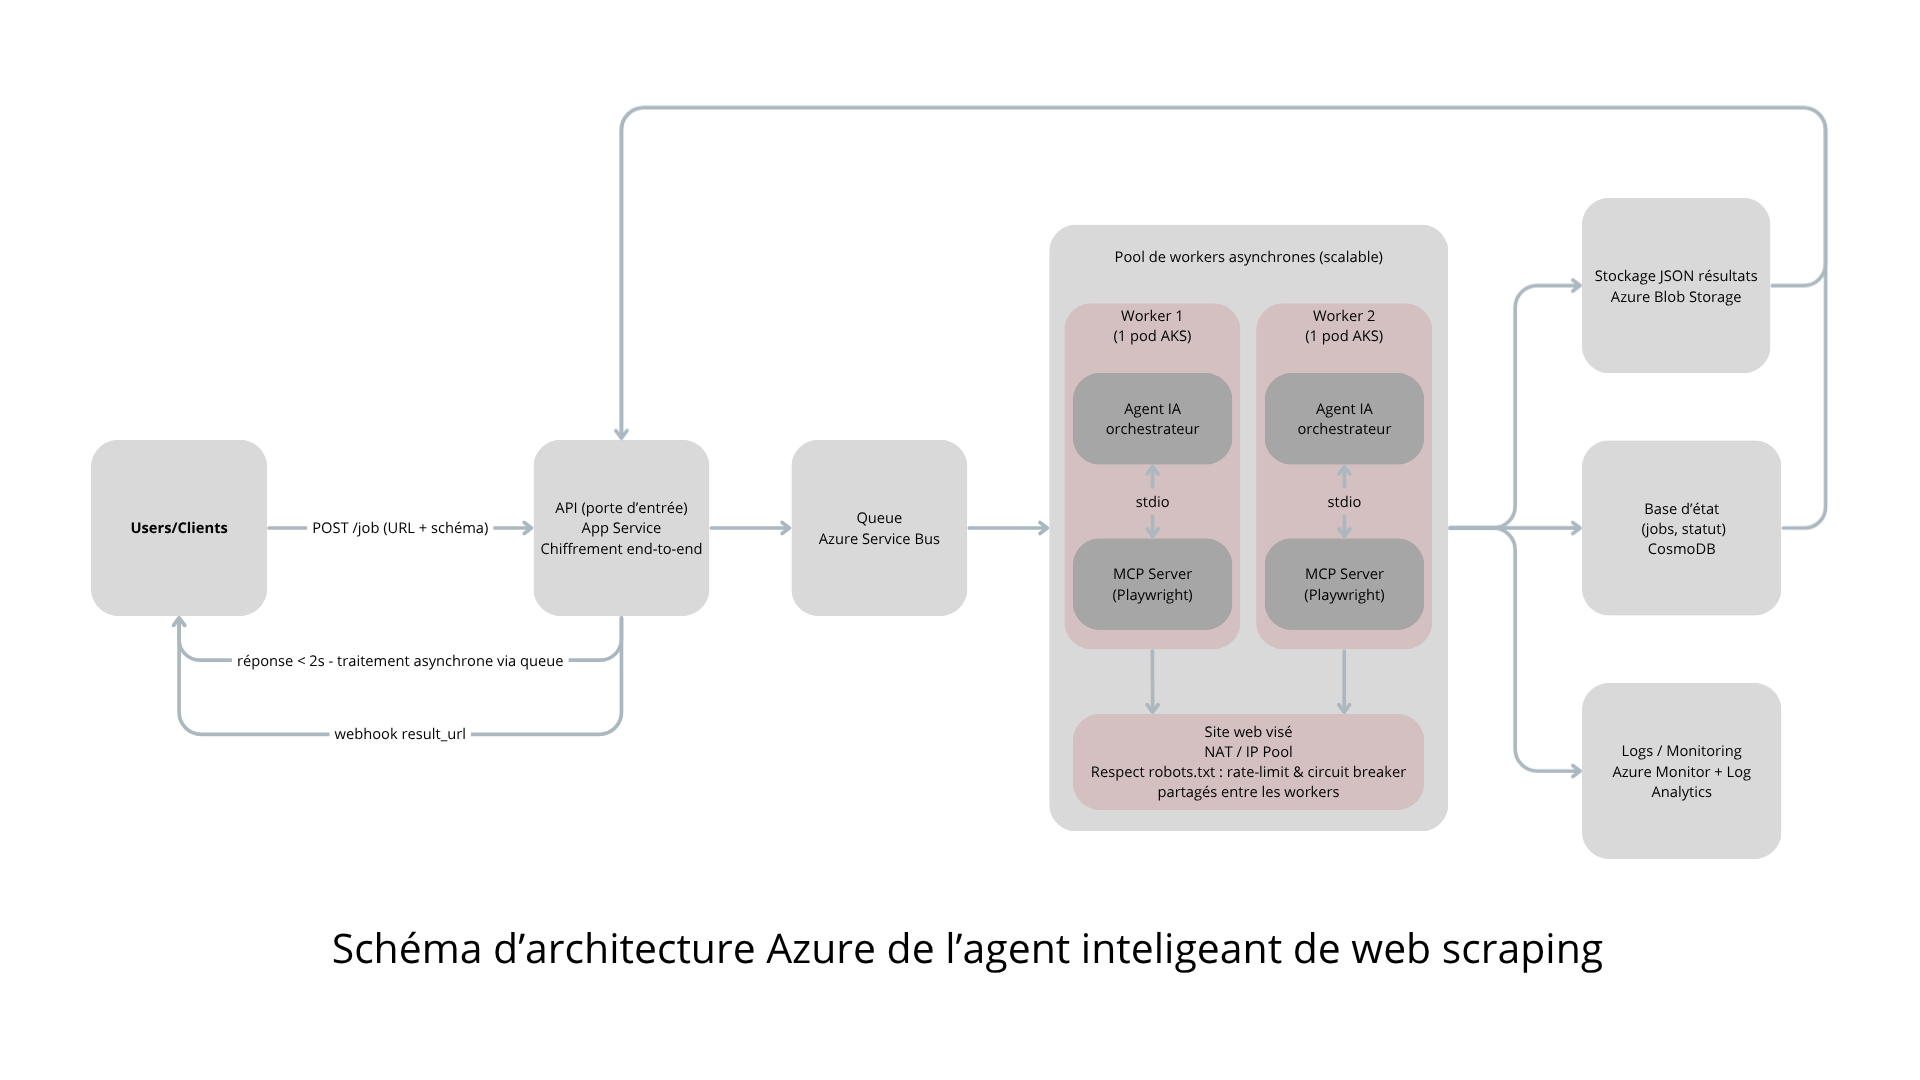 Users/Clients
POST /job (URL + schéma)
API (porte d’entrée)
App Service
Chiffrement end-to-end
réponse < 2s - traitement asynchrone via queue
webhook result_url
Queue
Azure Service Bus
Pool de workers asynchrones (scalable)
Worker 1
(1 pod AKS)
Agent IA
orchestrateur
stdio
MCP Server
(Playwright)
Worker 2
(1 pod AKS)
Agent IA
orchestrateur
stdio
MCP Server
(Playwright)
Site web visé
NAT / IP Pool
Respect robots.txt : rate-limit & circuit breaker
partagés entre les workers
Stockage JSON résultats
Azure Blob Storage
Base d’état
(jobs, statut)
CosmoDB
Logs / Monitoring
Azure Monitor + Log
Analytics
Schéma d’architecture Azure de l’agent inteligeant de web scraping